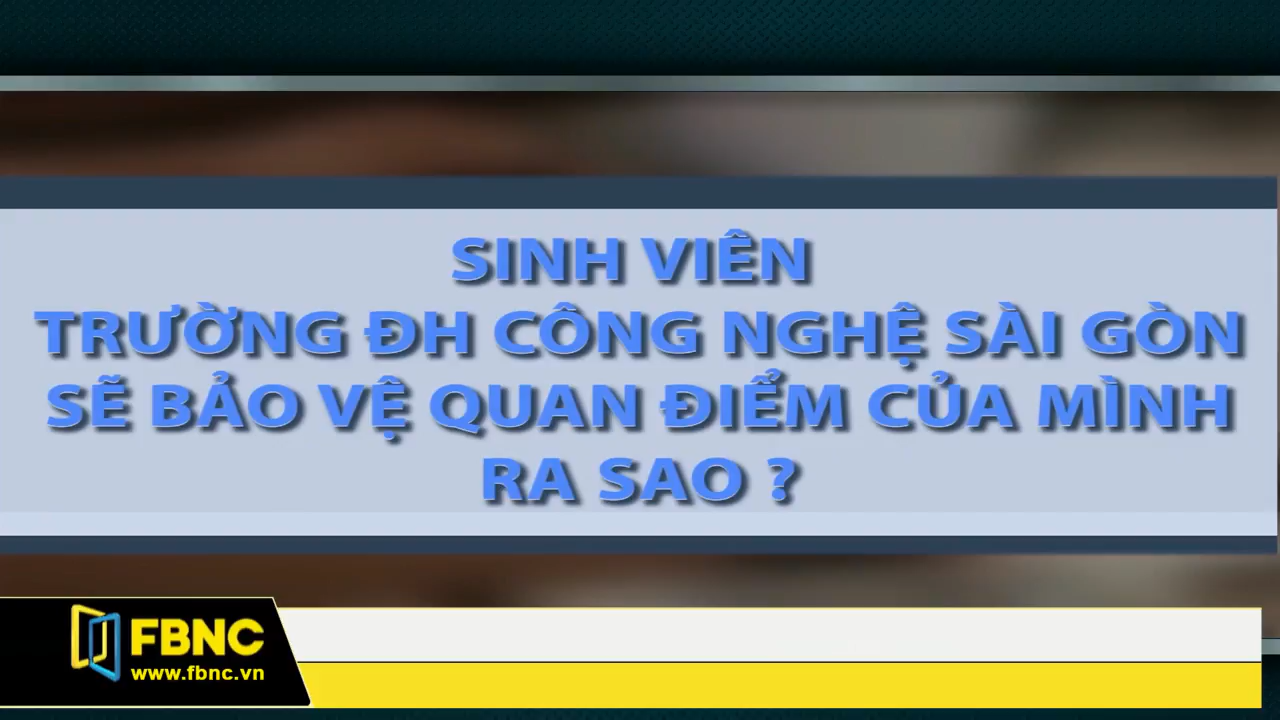 SINH VIÊN
TRƯỜNG ĐH CÔNG NGHỆ SÀI GÒN
SẼ BẢO VỆ QUAN ĐIỂM CỦA MÌNH
RA SAO ?
FBNC
www.fbnc.vn